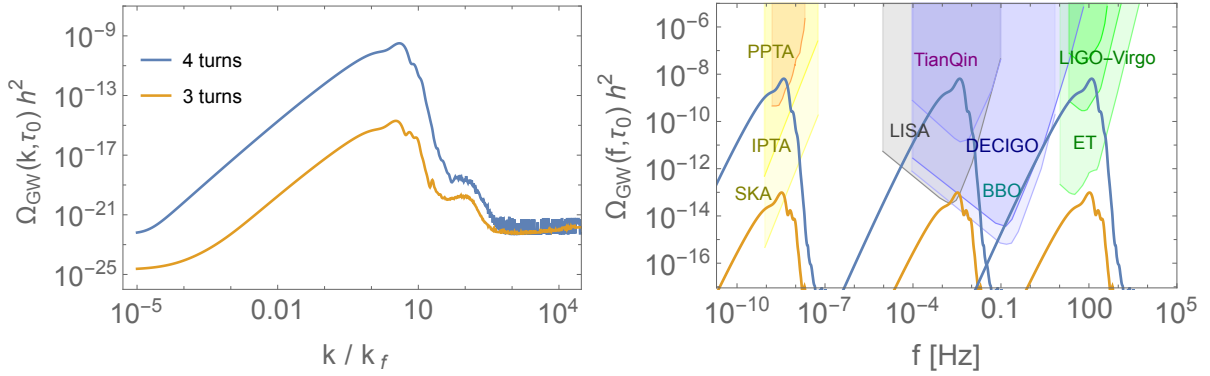 10^-9
10^-13
10^-17
10^-21
10^-25
Ω_GW(k,τ_0) h^2
4 turns
3 turns
10^-5
0.01
10
10^4
k / k_f
10^-6
10^-8
10^-10
10^-12
10^-14
10^-16
Ω_GW(f,τ_0) h^2
PPTA
TianQin
LIGO-Virgo
LISA
IPTA
DECIGO
ET
SKA
BBO
10^-10
10^-7
10^-4
0.1
100
10^5
f [Hz]